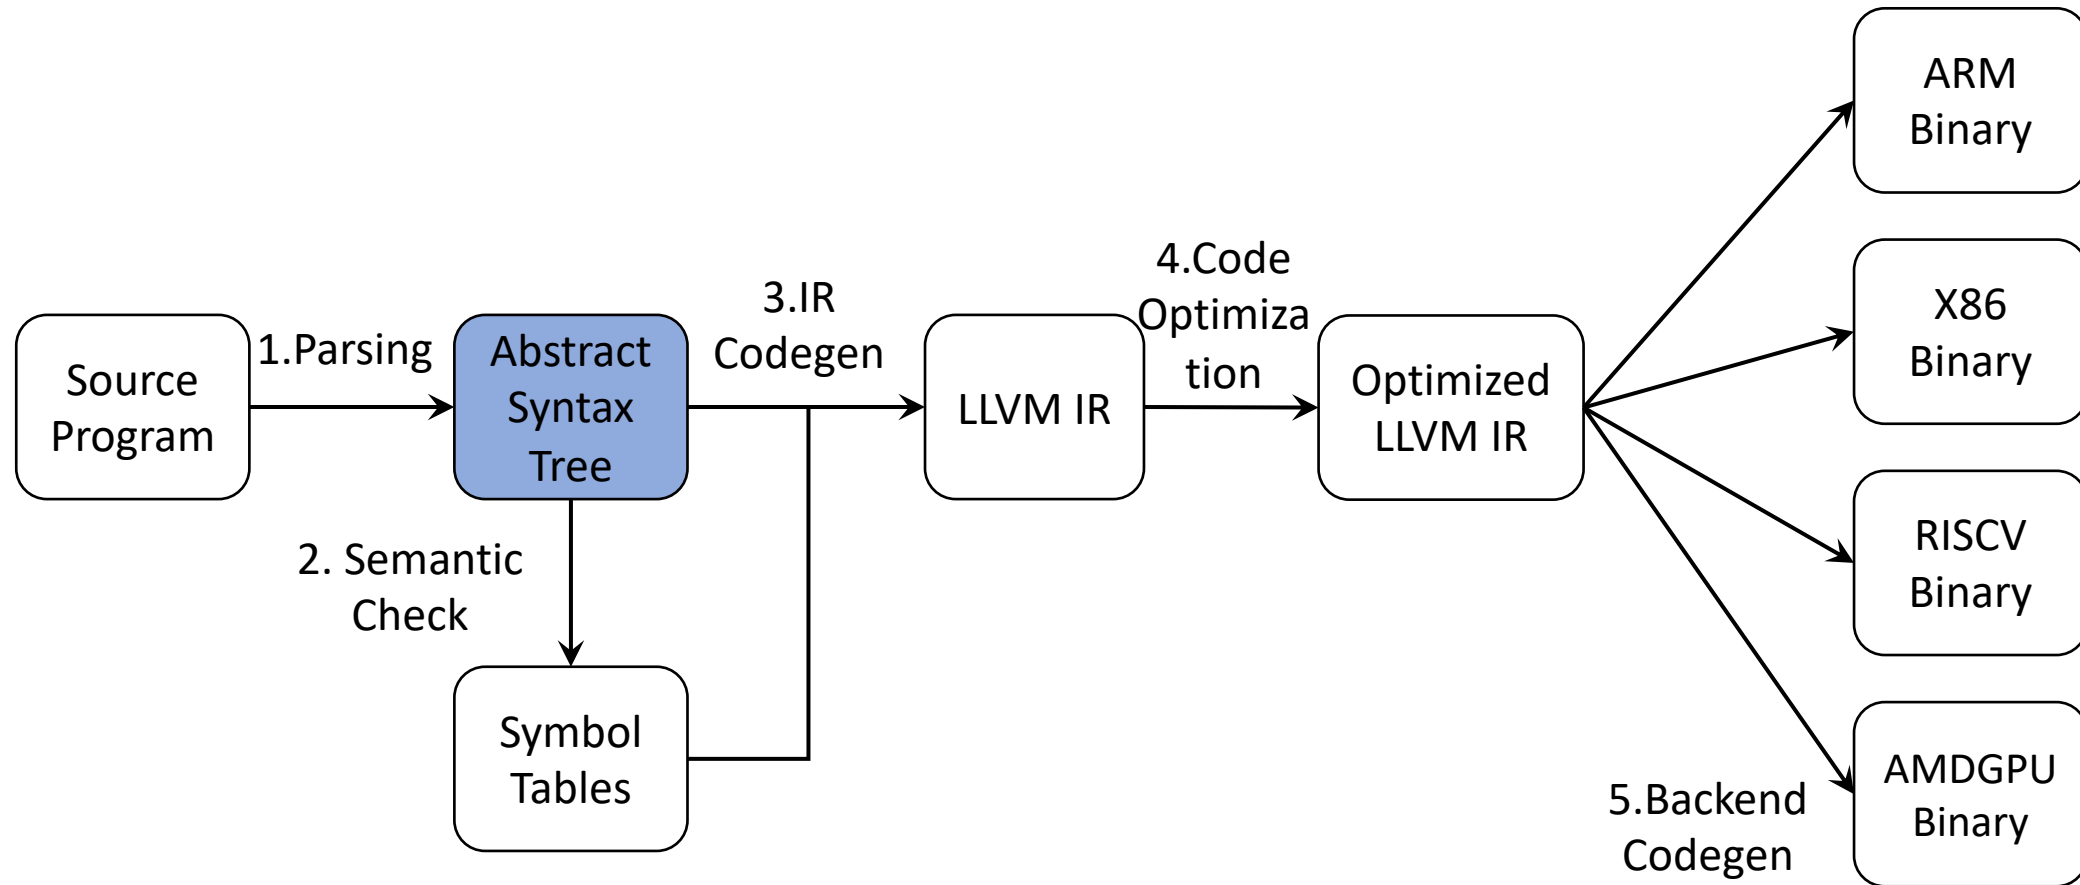 Source
Program
1.Parsing
Abstract
Syntax
Tree
2. Semantic
Check
Symbol
Tables
3.IR
Codegen
LLVM IR
4.Code
Optimiza
tion
Optimized
LLVM IR
5.Backend
Codegen
ARM
Binary
X86
Binary
RISCV
Binary
AMDGPU
Binary